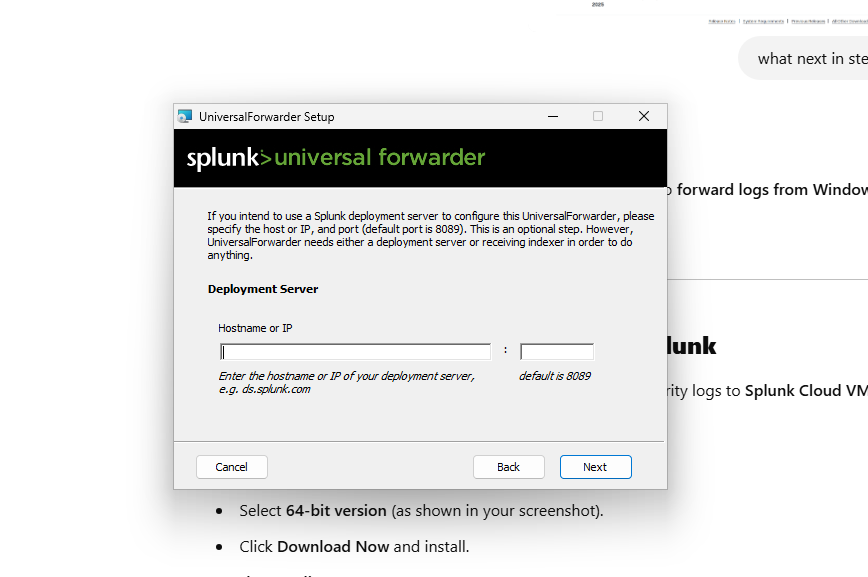 2025
Release Notes | System Requirements | Previous Releases | All Other Download
what next in ste
UniversalForwarder Setup
splunk>universal forwarder
o forward logs from Window
If you intend to use a Splunk deployment server to configure this UniversalForwarder, please
specify the host or IP, and port (default port is 8089). This is an optional step. However,
UniversalForwarder needs either a deployment server or receiving indexer in order to do
anything.
Deployment Server
Hostname or IP
:
lunk
Enter the hostname or IP of your deployment server, default is 8089
e.g. ds.splunk.com
rity logs to Splunk Cloud VM
Cancel Back Next
• Select 64-bit version (as shown in your screenshot).
• Click Download Now and install.